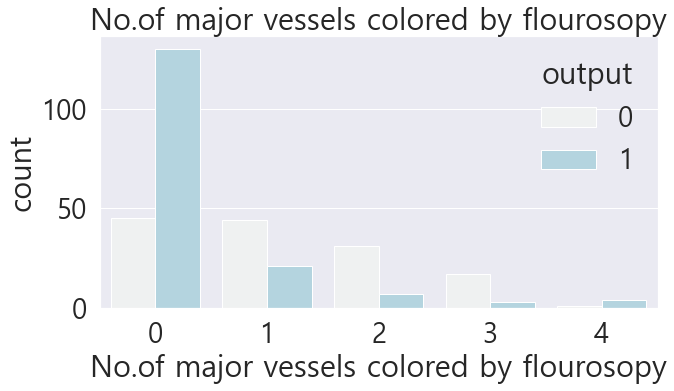 No.of major vessels colored by flourosopy
output
0
1
100
50
0
count
0 1 2 3 4
No.of major vessels colored by flourosopy